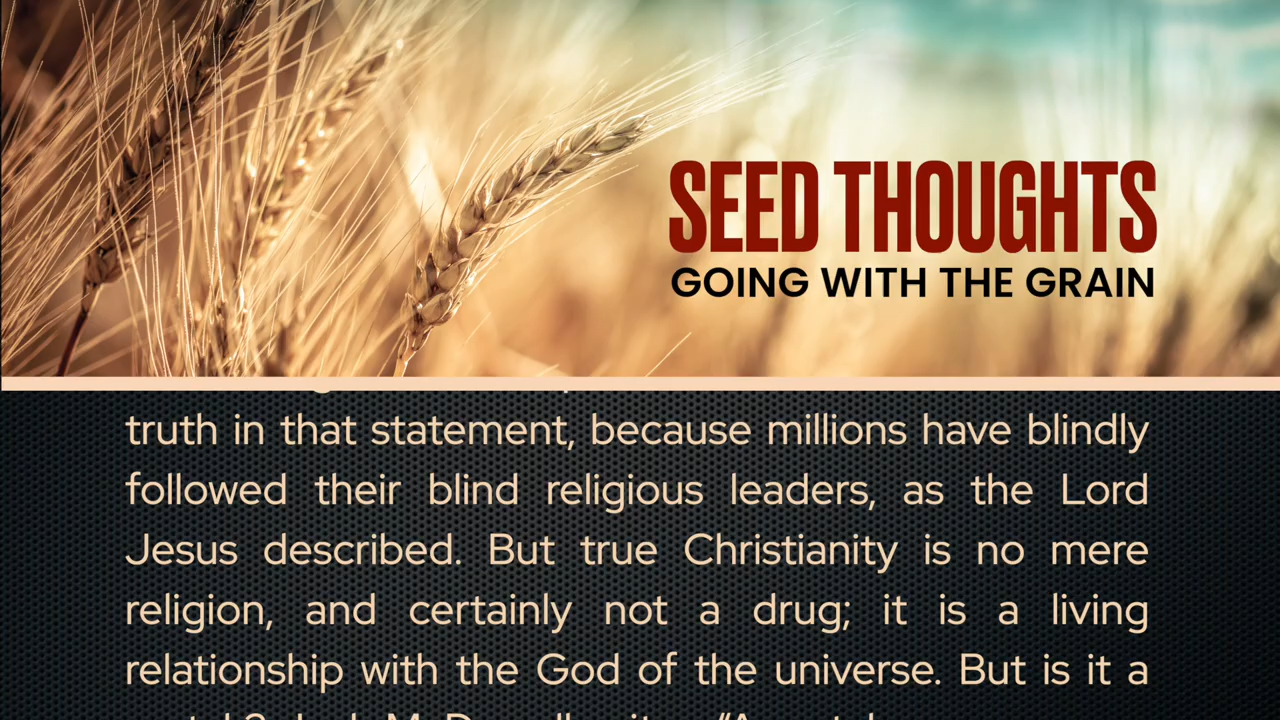 SEED THOUGHTS
GOING WITH THE GRAIN
truth in that statement, because millions have blindly
followed their blind religious leaders, as the Lord
Jesus described. But true Christianity is no mere
religion, and certainly not a drug; it is a living
relationship with the God of the universe. But is it a